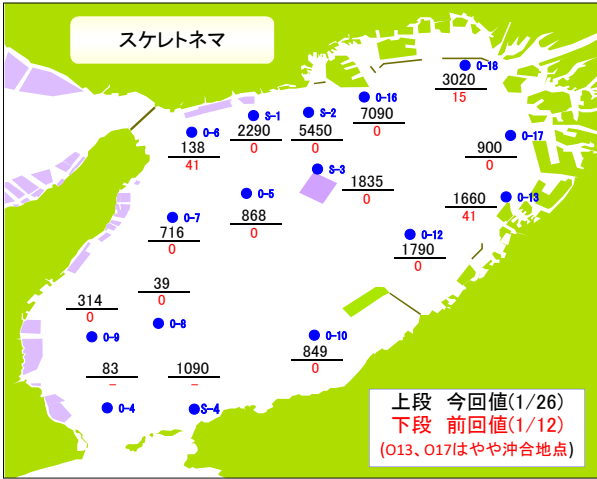 スケレトネマ
O-18
3020
15
O-16
7090
0
S-2
5450
0
S-1
2290
0
O-6
138
41
O-17
900
0
S-3
1835
0
O-5
868
0
O-13
1660
41
O-7
716
0
O-12
1790
0
39
0
O-8
314
0
O-9
O-10
849
0
83
–
O-4
1090
–
S-4
上段 今回値(1/26)
下段 前回値(1/12)
(O13、O17はやや沖合地点)